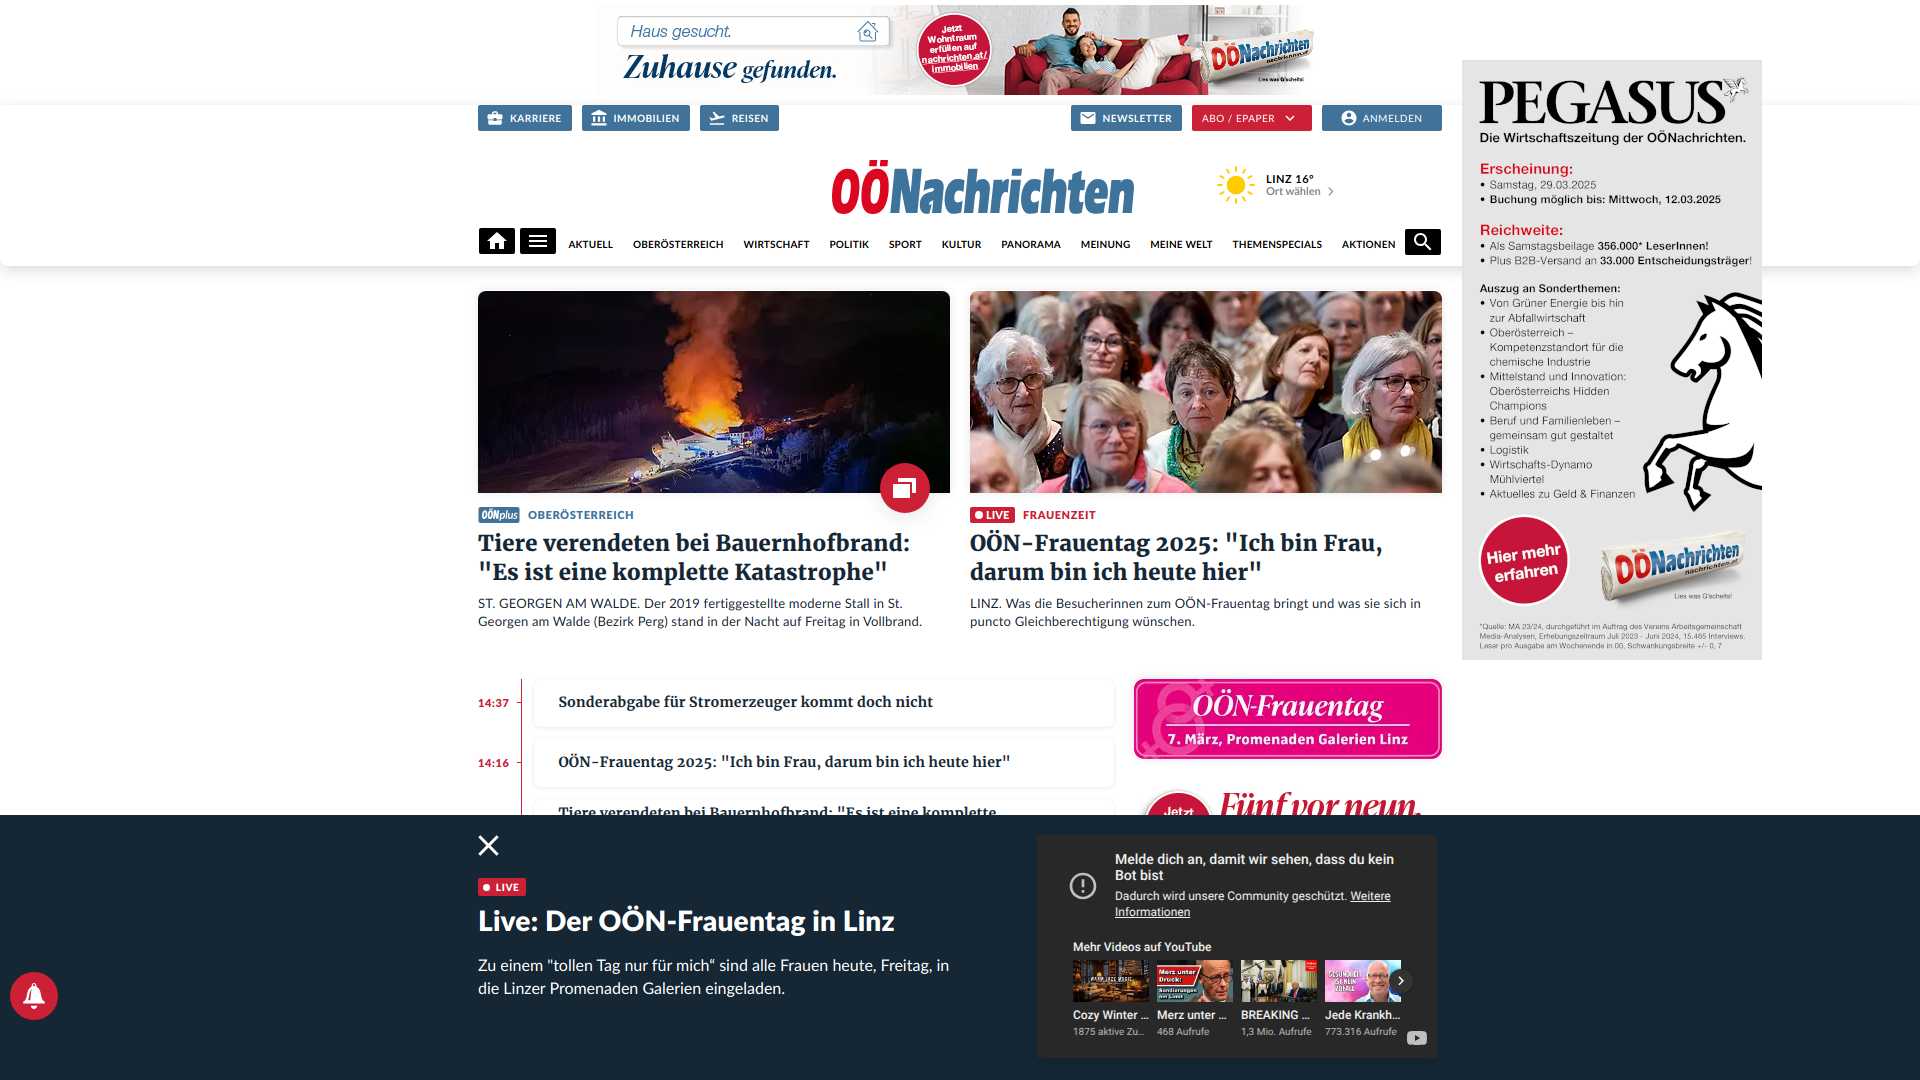 Haus gesucht.
Zuhause gefunden.
Jetzt
Wohntraum
erfüllen auf
nachrichten.at/
immobilien
OÖNachrichten
Lies was G'scheits!
KARRIERE
IMMOBILIEN
REISEN
NEWSLETTER
ABO / EPAPER
ANMELDEN
OÖNachrichten
LINZ 16°
Ort wählen
AKTUELL
OBERÖSTERREICH
WIRTSCHAFT
POLITIK
SPORT
KULTUR
PANORAMA
MEINUNG
MEINE WELT
THEMENSPECIALS
AKTIONEN
PEGASUS
Die Wirtschaftszeitung der OÖNachrichten.
Erscheinung:
• Samstag, 29.03.2025
• Buchung möglich bis: Mittwoch, 12.03.2025
Reichweite:
• Als Samstagsbeilage 356.000* LeserInnen!
• Plus B2B-Versand an 33.000 Entscheidungsträger!
Auszug an Sonderthemen:
• Von Grüner Energie bis hin
zur Abfallwirtschaft
• Oberösterreich –
Kompetenzstandort für die
chemische Industrie
• Mittelstand und Innovation:
Oberösterreichs Hidden
Champions
• Beruf und Familienleben –
gemeinsam gut gestaltet
• Logistik
• Wirtschafts-Dynamo
Mühlviertel
• Aktuelles zu Geld & Finanzen
Hier mehr
erfahren
OÖNachrichten
nachrichten.at
Lies was G'scheits!
*Quelle: MA 23/24, durchgeführt im Auftrag des Vereins Arbeitsgemeinschaft
Media-Analysen, Erhebungszeitraum Juli 2023 - Juni 2024, 15.465 Interviews.
Leser pro Ausgabe am Wochenende in OÖ, Schwankungsbreite +/- 0, 7
OÖNplus OBERÖSTERREICH
Tiere verendeten bei Bauernhofbrand:
"Es ist eine komplette Katastrophe"
ST. GEORGEN AM WALDE. Der 2019 fertiggestellte moderne Stall in St.
Georgen am Walde (Bezirk Perg) stand in der Nacht auf Freitag in Vollbrand.
LIVE FRAUENZEIT
OÖN-Frauentag 2025: "Ich bin Frau,
darum bin ich heute hier"
LINZ. Was die Besucherinnen zum OÖN-Frauentag bringt und was sie sich in
puncto Gleichberechtigung wünschen.
14:37 Sonderabgabe für Stromerzeuger kommt doch nicht
14:16 OÖN-Frauentag 2025: "Ich bin Frau, darum bin ich heute hier"
Tiere verendeten bei Bauernhofbrand: "Es ist eine komplette
OÖN-Frauentag
7. März, Promenaden Galerien Linz
Jetzt
Fünf vor neun.
LIVE
Live: Der OÖN-Frauentag in Linz
Zu einem "tollen Tag nur für mich“ sind alle Frauen heute, Freitag, in
die Linzer Promenaden Galerien eingeladen.
Melde dich an, damit wir sehen, dass du kein
Bot bist
Dadurch wird unsere Community geschützt. Weitere
Informationen
Mehr Videos auf YouTube
WARM JAZZ MUSIC
Merz unter
Druck!
Sondierungen
am Limit
GESUNDHEIT
IST KEIN
ZUFALL
Cozy Winter ...
1875 aktive Zu...
Merz unter ...
468 Aufrufe
BREAKING ...
1,3 Mio. Aufrufe
Jede Krankh...
773.316 Aufrufe